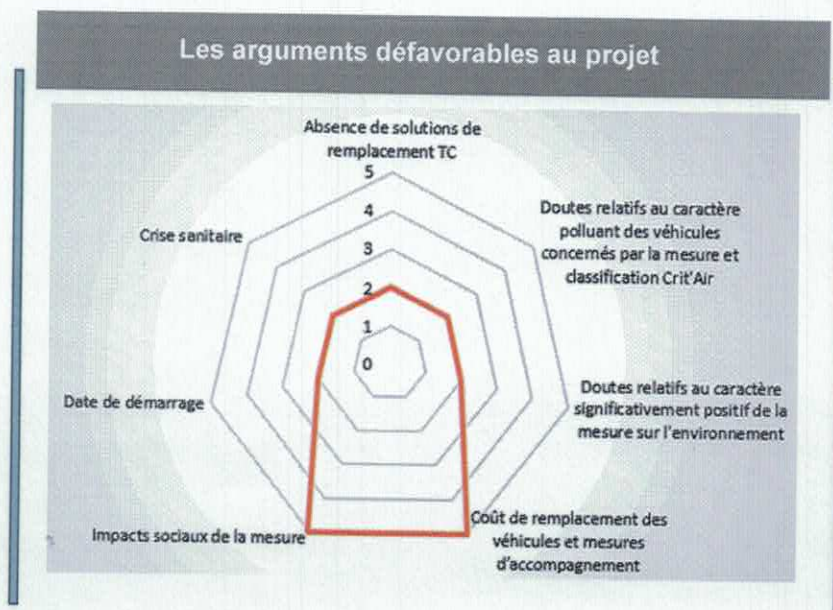 Les arguments défavorables au projet
Absence de solutions de
remplacement TC
5
4
3
2
1
0
Doutes relatifs au caractère
polluant des véhicules
concernés par la mesure et
classification Crit'Air
Doutes relatifs au caractère
significativement positif de la
mesure sur l'environnement
Coût de remplacement des
véhicules et mesures
d'accompagnement
Impacts sociaux de la mesure
Date de démarrage
Crise sanitaire